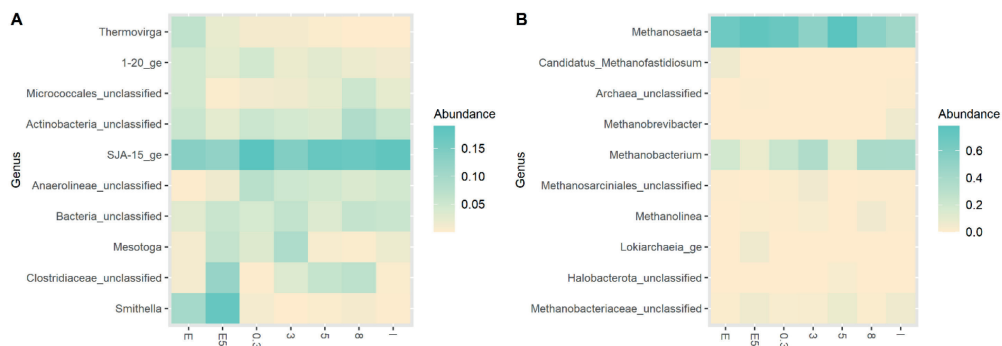 A
Genus
Thermovirga
1-20_ge
Micrococcales_unclassified
Actinobacteria_unclassified
SJA-15_ge
Anaerolineae_unclassified
Bacteria_unclassified
Mesotoga
Clostridiaceae_unclassified
Smithella
E
E5
0.3
3
5
8
I
Abundance
0.15
0.10
0.05
B
Genus
Methanosaeta
Candidatus_Methanofastidiosum
Archaea_unclassified
Methanobrevibacter
Methanobacterium
Methanosarciniales_unclassified
Methanolinea
Lokiarchaeia_ge
Halobacterota_unclassified
Methanobacteriaceae_unclassified
E
E5
0.3
3
5
8
I
Abundance
0.6
0.4
0.2
0.0